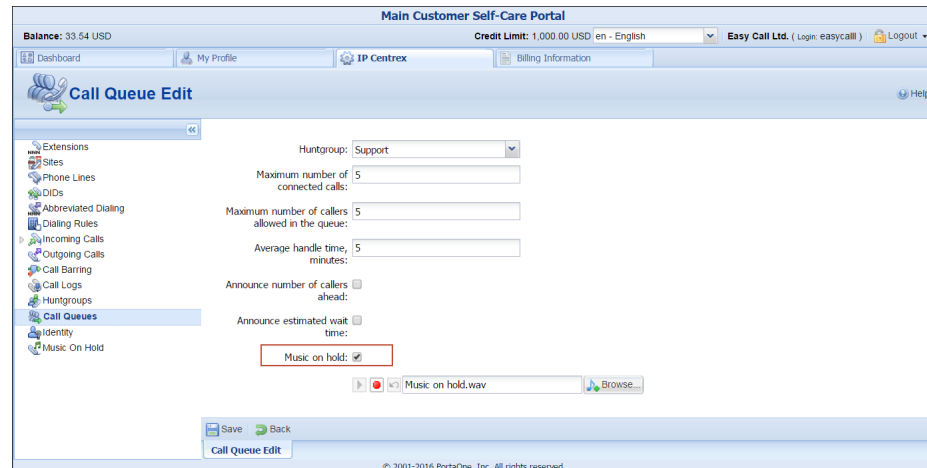 Main Customer Self-Care Portal
Balance: 33.54 USD Credit Limit: 1,000.00 USD en - English Easy Call Ltd. ( Login: easycalll ) Logout
Dashboard My Profile IP Centrex Billing Information
Call Queue Edit
Help
Extensions
Sites
Phone Lines
DIDs
Abbreviated Dialing
Dialing Rules
Incoming Calls
Outgoing Calls
Call Barring
Call Logs
Huntgroups
Call Queues
Identity
Music On Hold
Huntgroup: Support
Maximum number of connected calls: 5
Maximum number of callers allowed in the queue: 5
Average handle time, minutes: 5
Announce number of callers ahead:
Announce estimated wait time:
Music on hold:
Music on hold.wav Browse...
Save Back
Call Queue Edit
© 2001-2016 PortaOne, Inc. All rights reserved